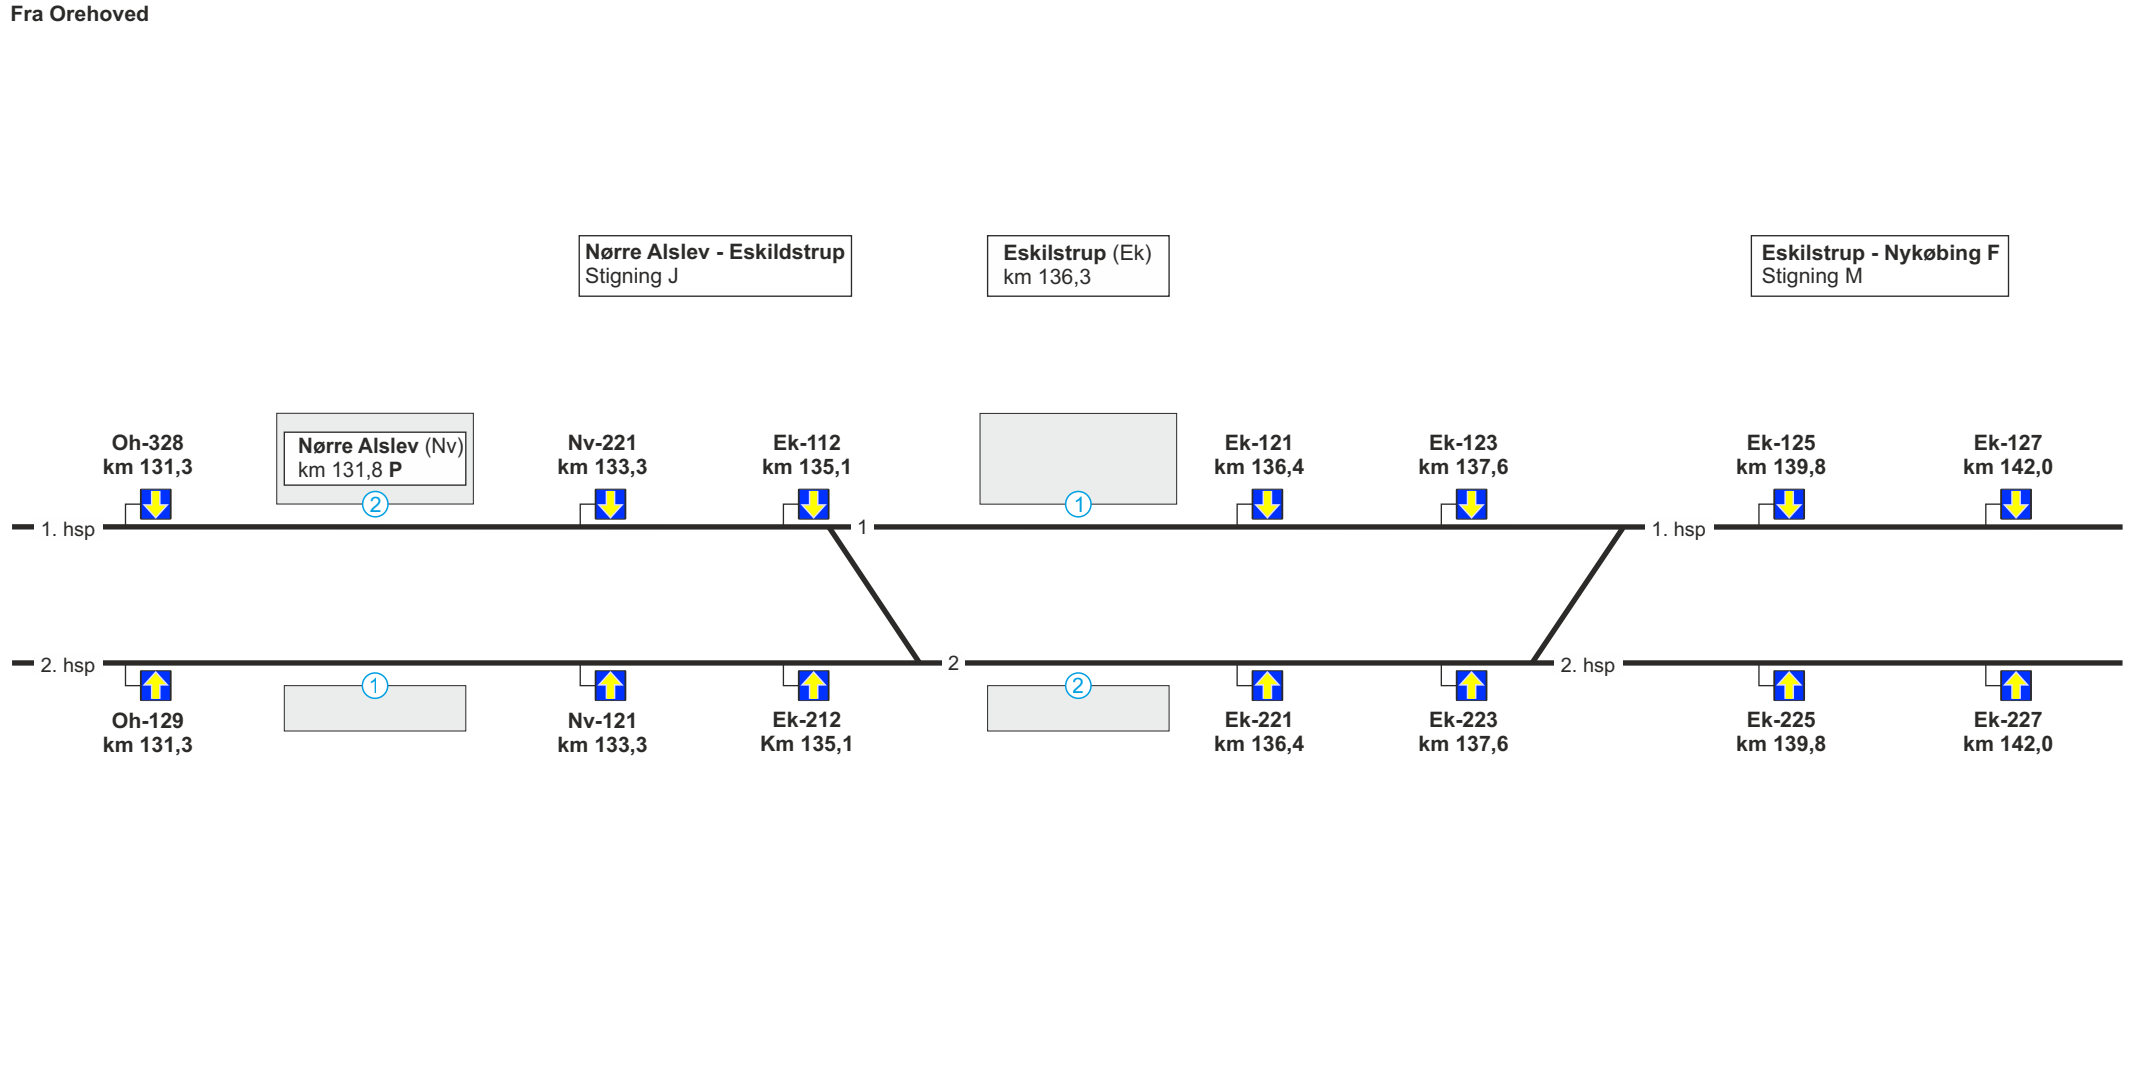 Fra Orehoved
Nørre Alslev - Eskildstrup
Stigning J
Eskilstrup (Ek)
km 136,3
Eskilstrup - Nykøbing F
Stigning M
Oh-328
km 131,3
Nørre Alslev (Nv)
km 131,8 P
2
Nv-221
km 133,3
Ek-112
km 135,1
1
Ek-121
km 136,4
Ek-123
km 137,6
Ek-125
km 139,8
Ek-127
km 142,0
1. hsp
1
1. hsp
2. hsp
2
2. hsp
Oh-129
km 131,3
1
Nv-121
km 133,3
Ek-212
Km 135,1
2
Ek-221
km 136,4
Ek-223
km 137,6
Ek-225
km 139,8
Ek-227
km 142,0